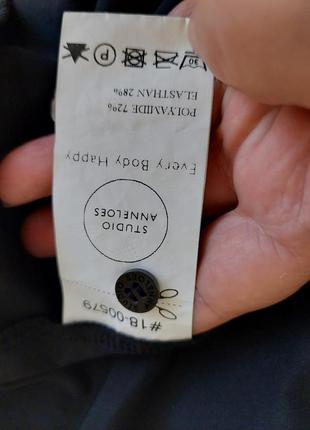 #18-00579
STUDIO
ANNELOES
Every Body Happy
POLYAMIDE 72%
ELASTHAN 28%
30
P